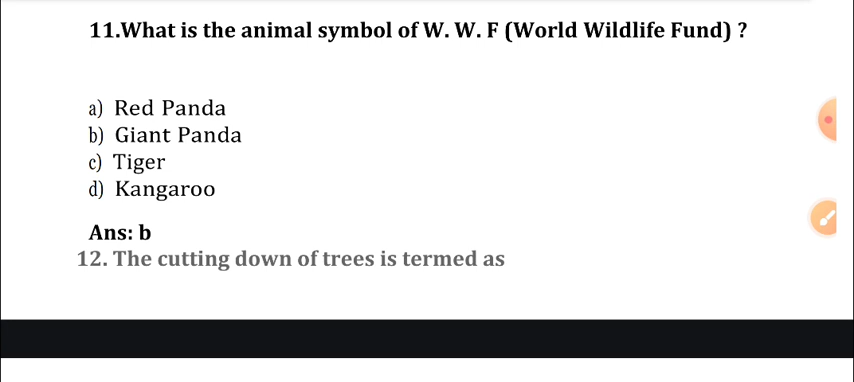 11.What is the animal symbol of W. W. F (World Wildlife Fund) ?
a) Red Panda
b) Giant Panda
c) Tiger
d) Kangaroo
Ans: b
12. The cutting down of trees is termed as